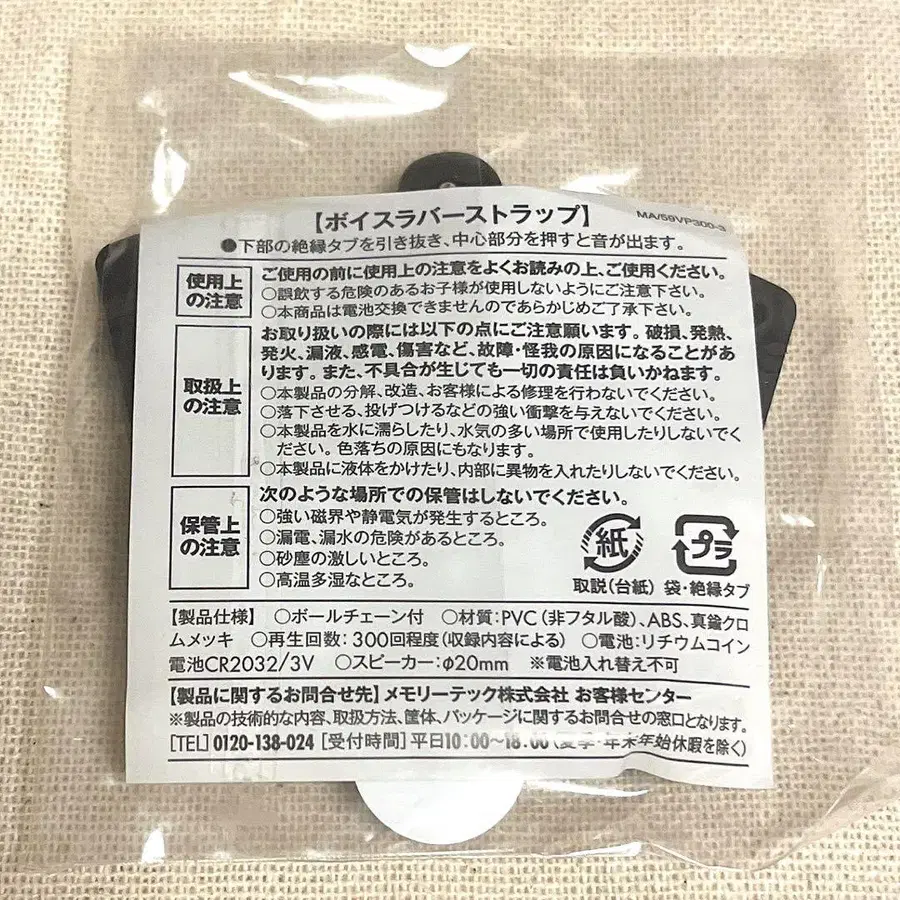 【ボイスラバーストラップ】
MA/59VP300-3
●下部の絶縁タブを引き抜き、中心部分を押すと音が出ます。
使用上
の注意
ご使用の前に使用上の注意をよくお読みの上、ご使用ください。
○誤飲する危険のあるお子様が使用しないようにご注意下さい。
○本商品は電池交換できませんのであらかじめご了承下さい。
取扱上
の注意
お取り扱いの際には以下の点にご注意願います。破損、発熱、
発火、漏液、感電、傷害など、故障・怪我の原因になることがあ
ります。また、不具合が生じても一切の責任は負いかねます。
○本製品の分解、改造、お客様による修理を行わないでください。
○落下させる、投げつけるなどの強い衝撃を与えないでください。
○本製品を水に濡らしたり、水気の多い場所で使用したりしないでく
ださい。色落ちの原因にもなります。
○本製品に液体をかけたり、内部に異物を入れたりしないでください。
保管上
の注意
次のような場所での保管はしないでください。
○強い磁界や静電気が発生するところ。
○漏電、漏水の危険があるところ。
○砂塵の激しいところ。
○高温多湿なところ。
紙
プラ
取説(台紙) 袋・絶縁タブ
【製品仕様】 ○ボールチェーン付 ○材質:PVC(非フタル酸)、ABS、真鍮クロ
ムメッキ ○再生回数:300回程度(収録内容による) ○電池:リチウムコイン
電池CR2032/3V ○スピーカー:φ20mm ※電池入れ替え不可
【製品に関するお問合せ先】メモリーテック株式会社 お客様センター
※製品の技術的な内容、取扱方法、筐体、パッケージに関するお問合せの窓口となります。
[TEL] 0120-138-024 [受付時間] 平日10:00~18:00(夏季・年末年始休暇を除く)